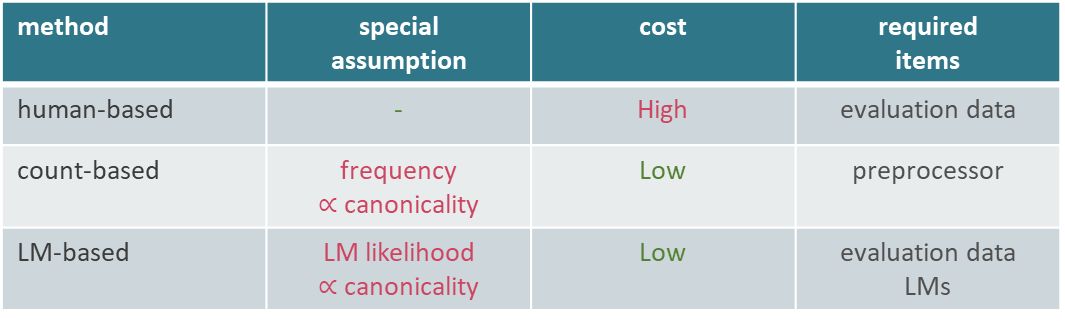 method
special
assumption
cost
required
items
human-based
-
High
evaluation data
count-based
frequency
∝ canonicality
Low
preprocessor
LM-based
LM likelihood
∝ canonicality
Low
evaluation data
LMs